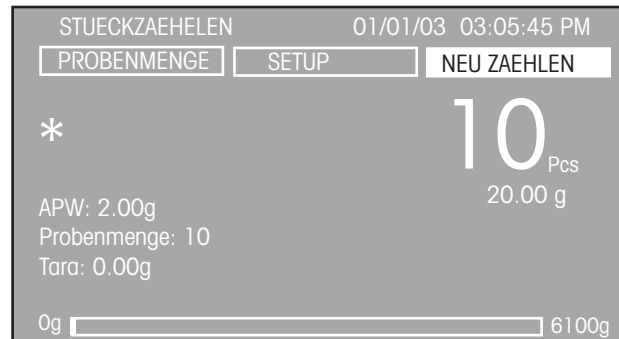 STUECKZAEHELEN 01/01/03 03:05:45 PM
PROBENMENGE SETUP NEU ZAEHLEN
* 10 Pcs
20.00 g
APW: 2.00g
Probenmenge: 10
Tara: 0.00g
0g 6100g